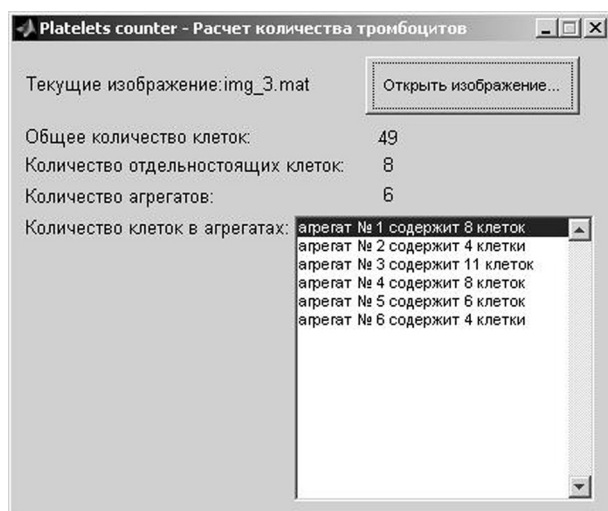 Platelets counter - Расчет количества тромбоцитов
Текущие изображение:img_3.mat
Открыть изображение...
Общее количество клеток: 49
Количество отдельностоящих клеток: 8
Количество агрегатов: 6
Количество клеток в агрегатах:
агрегат № 1 содержит 8 клеток
агрегат № 2 содержит 4 клетки
агрегат № 3 содержит 11 клеток
агрегат № 4 содержит 8 клеток
агрегат № 5 содержит 6 клеток
агрегат № 6 содержит 4 клетки